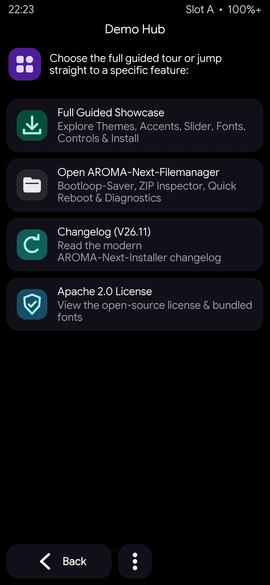 22:23
Slot A • 100%+
Demo Hub
Choose the full guided tour or jump
straight to a specific feature:
Full Guided Showcase
Explore Themes, Accents, Slider, Fonts,
Controls & Install
Open AROMA-Next-Filemanager
Bootloop-Saver, ZIP Inspector, Quick
Reboot & Diagnostics
Changelog (V26.11)
Read the modern
AROMA-Next-Installer changelog
Apache 2.0 License
View the open-source license & bundled
fonts
Back